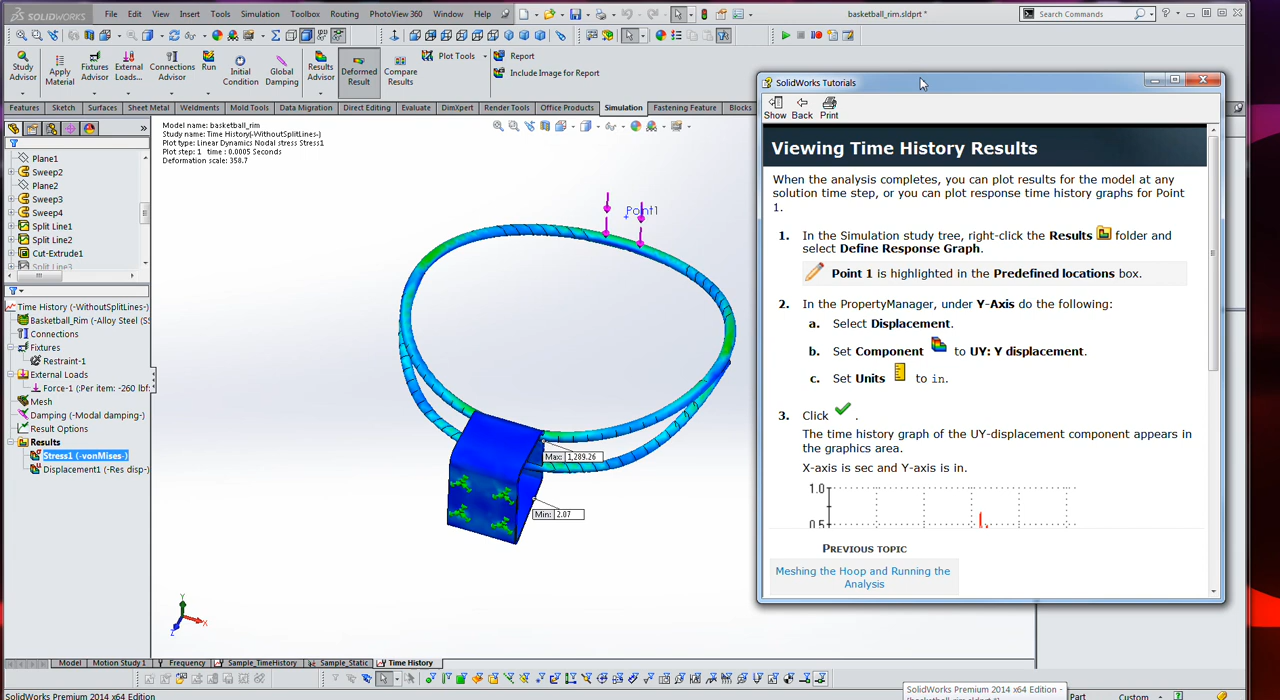 SOLIDWORKS File Edit View Insert Tools Simulation Toolbox Routing PhotoView 360 Window Help basketball_rim.sldprt * Search Commands
Study Advisor
Apply Material
Fixtures Advisor
External Loads...
Connections Advisor
Run
Initial Condition
Global Damping
Results Advisor
Deformed Result
Compare Results
Plot Tools
Report
Include Image for Report
Features Sketch Surfaces Sheet Metal Weldments Mold Tools Data Migration Direct Editing Evaluate DimXpert Render Tools Office Products Simulation Fastening Feature Blocks
Model name: basketball_rim
Study name: Time History(-WithoutSplitLines-)
Plot type: Linear Dynamics Nodal stress Stress1
Plot step: 1 time : 0.0005 Seconds
Deformation scale: 358.7
Plane1
Sweep2
Plane2
Sweep3
Sweep4
Split Line1
Split Line2
Cut-Extrude1
Split Line3
Time History (-WithoutSplitLines-)
Basketball_Rim (-Alloy Steel (SS
Connections
Fixtures
Restraint-1
External Loads
Force-1 (:Per item: -260 lbf:
Mesh
Damping (-Modal damping-)
Result Options
Results
Stress1 (-vonMises-)
Displacement1 (-Res disp-)
Point1
Max: 1,289.26
Min: 2.07
Y
X
Z
SolidWorks Tutorials
Show Back Print
Viewing Time History Results
When the analysis completes, you can plot results for the model at any
solution time step, or you can plot response time history graphs for Point
1.
1. In the Simulation study tree, right-click the Results folder and
select Define Response Graph.
Point 1 is highlighted in the Predefined locations box.
2. In the PropertyManager, under Y-Axis do the following:
a. Select Displacement.
b. Set Component to UY: Y displacement.
c. Set Units to in.
3. Click .
The time history graph of the UY-displacement component appears in
the graphics area.
X-axis is sec and Y-axis is in.
1.0
0.5
PREVIOUS TOPIC
Meshing the Hoop and Running the
Analysis
Model Motion Study 1 Frequency Sample_TimeHistory Sample_Static Time History
SolidWorks Premium 2014 x64 Edition
SolidWorks Premium 2014 x64 Edition -
Part Custom